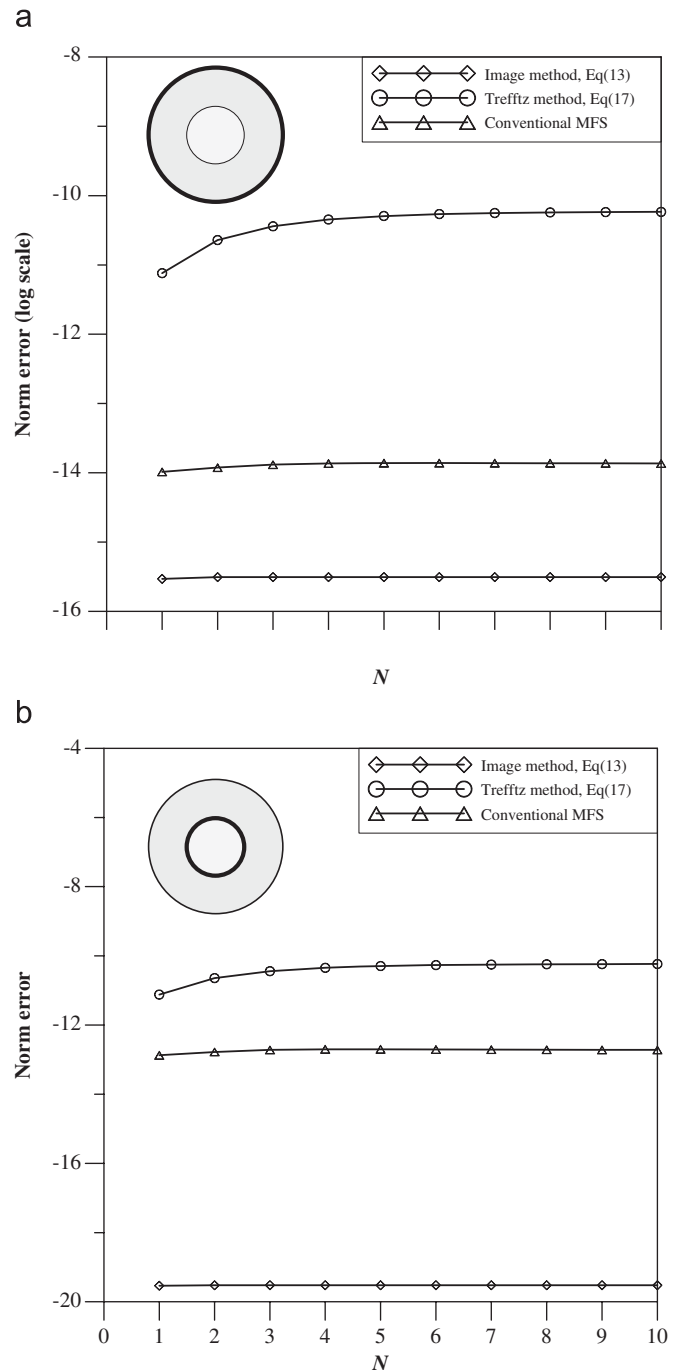 a
-8
Image method, Eq(13)
Trefftz method, Eq(17)
Conventional MFS
-10
-12
-14
-16
Norm error (log scale)
N
b
-4
Image method, Eq(13)
Trefftz method, Eq(17)
Conventional MFS
-8
-12
-16
-20
Norm error
0 1 2 3 4 5 6 7 8 9 10
N